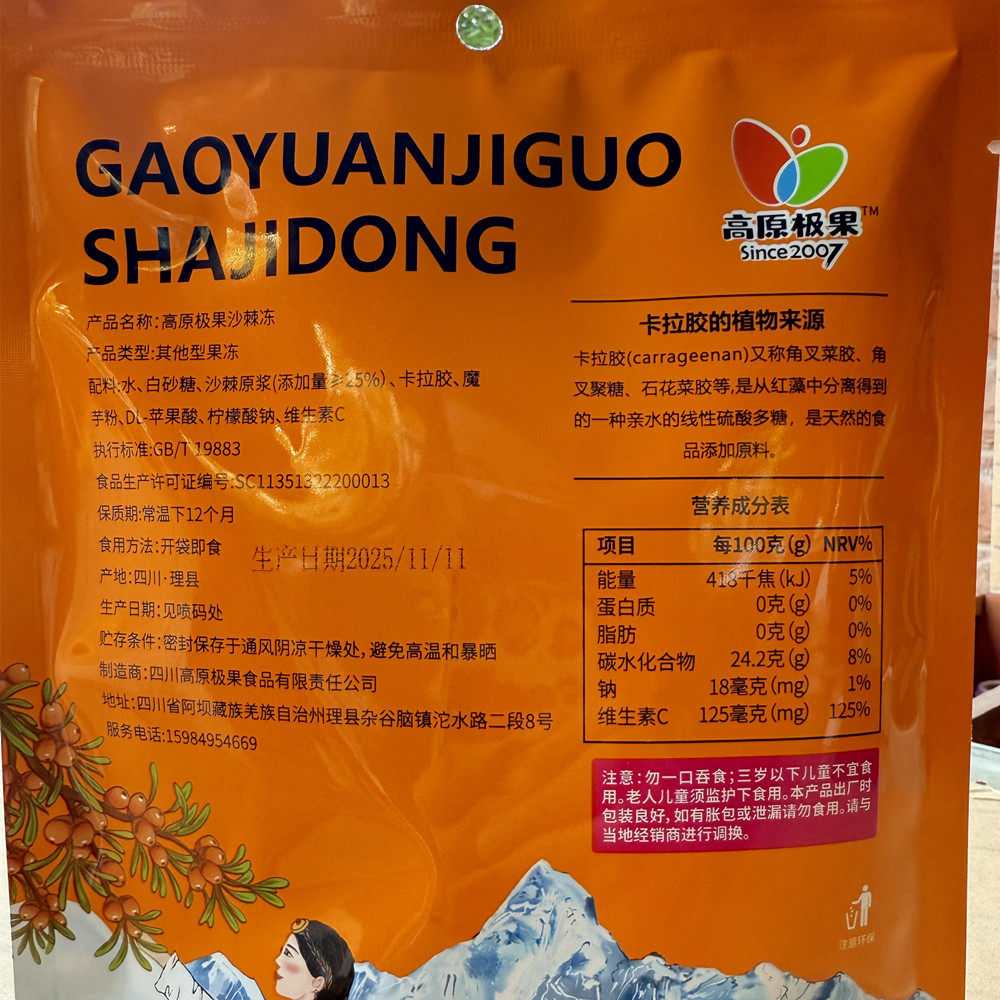 GAOYUANJIGUO
SHAJIDONG
高原极果™
Since2007
产品名称:高原极果沙棘冻
产品类型:其他型果冻
配料:水、白砂糖、沙棘原浆(添加量≥25%)、卡拉胶、魔
芋粉、DL-苹果酸、柠檬酸钠、维生素C
执行标准:GB/T 19883
食品生产许可证编号:SC11351322200013
保质期:常温下12个月
食用方法:开袋即食
生产日期2025/11/11
产地:四川·理县
生产日期:见喷码处
贮存条件:密封保存于通风阴凉干燥处,避免高温和暴晒
制造商:四川高原极果食品有限责任公司
地址:四川省阿坝藏族羌族自治州理县杂谷脑镇沱水路二段8号
服务电话:15984954669
卡拉胶的植物来源
卡拉胶(carrageenan)又称角叉菜胶、角
叉聚糖、石花菜胶等,是从红藻中分离得到
的一种亲水的线性硫酸多糖，是天然的食
品添加原料。
营养成分表
项目 每100克(g) NRV%
能量 418千焦(kJ) 5%
蛋白质 0克(g) 0%
脂肪 0克(g) 0%
碳水化合物 24.2克(g) 8%
钠 18毫克(mg) 1%
维生素C 125毫克(mg) 125%
注意:勿一口吞食;三岁以下儿童不宜食
用。老人儿童须监护下食用。本产品出厂时
包装良好,如有胀包或泄漏请勿食用。请与
当地经销商进行调换。
注意环保